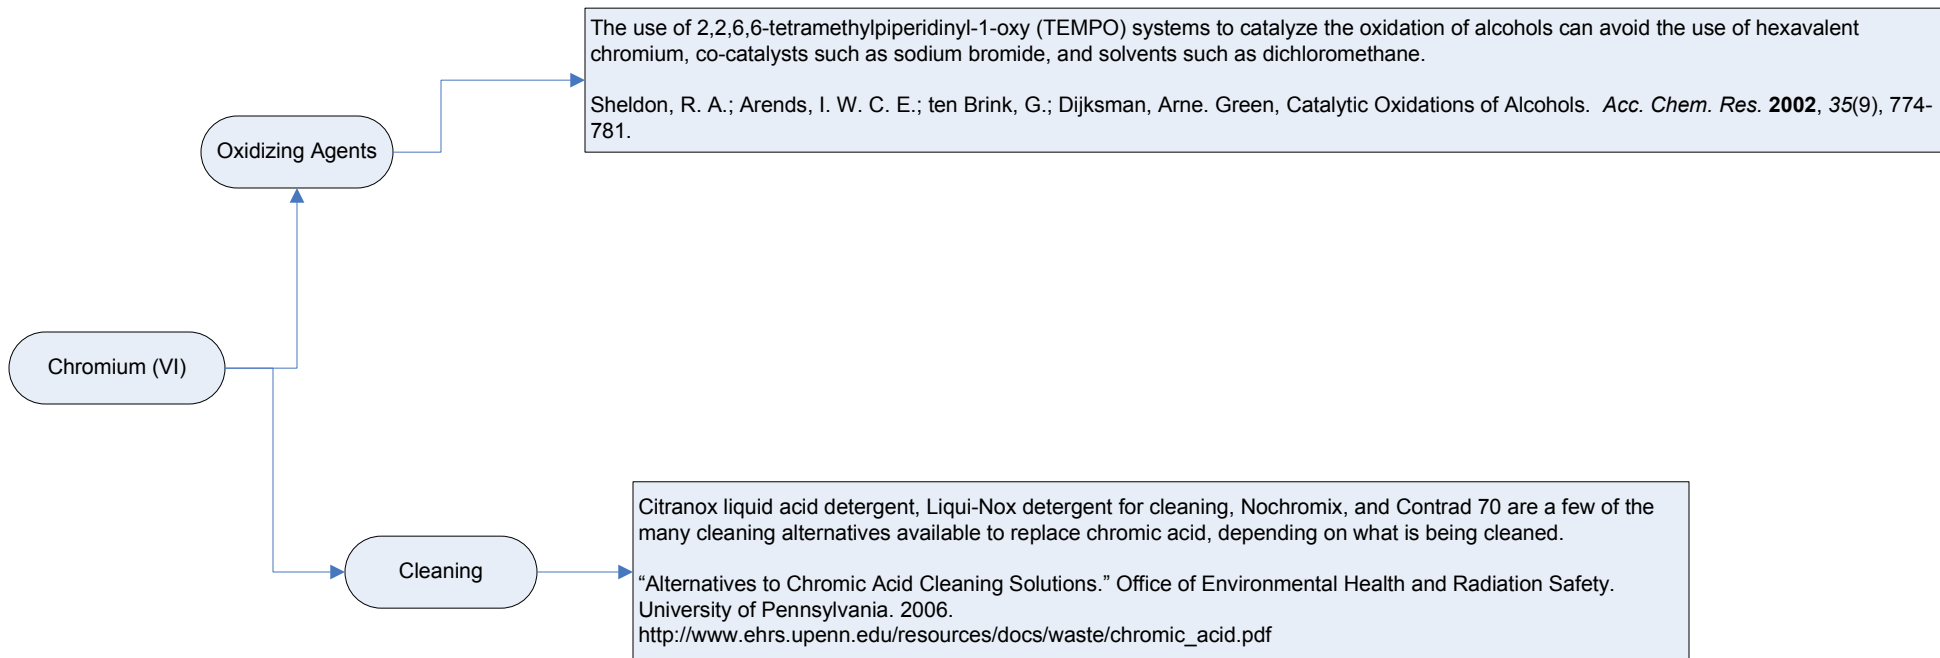 The use of 2,2,6,6-tetramethylpiperidinyl-1-oxy (TEMPO) systems to catalyze the oxidation of alcohols can avoid the use of hexavalent
chromium, co-catalysts such as sodium bromide, and solvents such as dichloromethane.
Sheldon, R. A.; Arends, I. W. C. E.; ten Brink, G.; Dijksman, Arne. Green, Catalytic Oxidations of Alcohols.  Acc. Chem. Res. 2002, 35(9), 774-
781.
Oxidizing Agents
Chromium (VI)
Cleaning
Citranox liquid acid detergent, Liqui-Nox detergent for cleaning, Nochromix, and Contrad 70 are a few of the
many cleaning alternatives available to replace chromic acid, depending on what is being cleaned.
“Alternatives to Chromic Acid Cleaning Solutions.” Office of Environmental Health and Radiation Safety.
University of Pennsylvania. 2006.
http://www.ehrs.upenn.edu/resources/docs/waste/chromic_acid.pdf